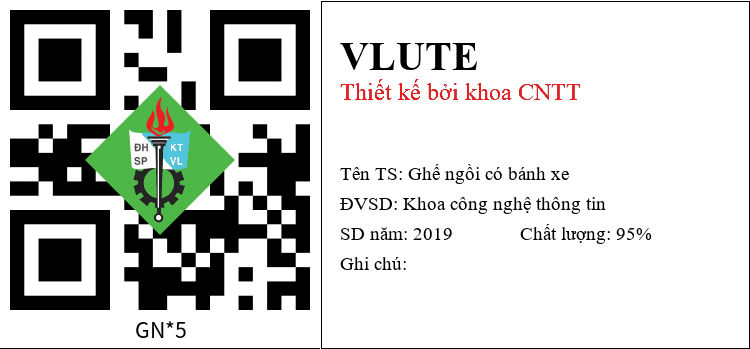 ĐH KT
SP VL
GN*5
VLUTE
Thiết kế bởi khoa CNTT
Tên TS: Ghế ngồi có bánh xe
ĐVSD: Khoa công nghệ thông tin
SD năm: 2019 Chất lượng: 95%
Ghi chú: